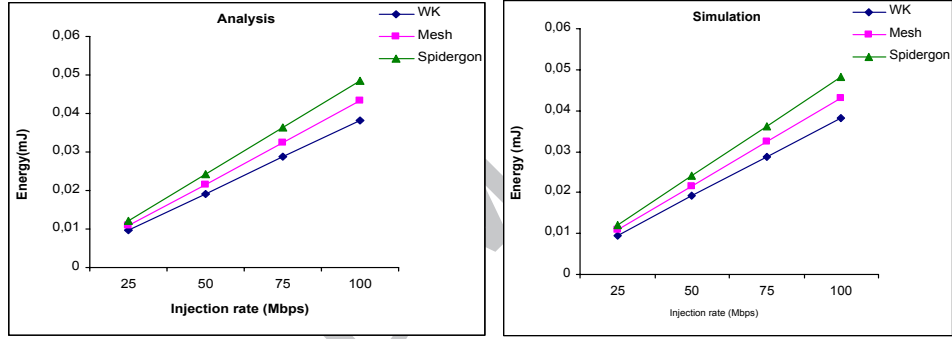 Analysis
WK
Mesh
Spidergon
0,06
0,05
0,04
0,03
0,02
0,01
0
Energy(mJ)
25 50 75 100
Injection rate (Mbps)
Simulation
WK
Mesh
Spidergon
0,06
0,05
0,04
0,03
0,02
0,01
0
Energy (mJ)
25 50 75 100
Injection rate (Mbps)